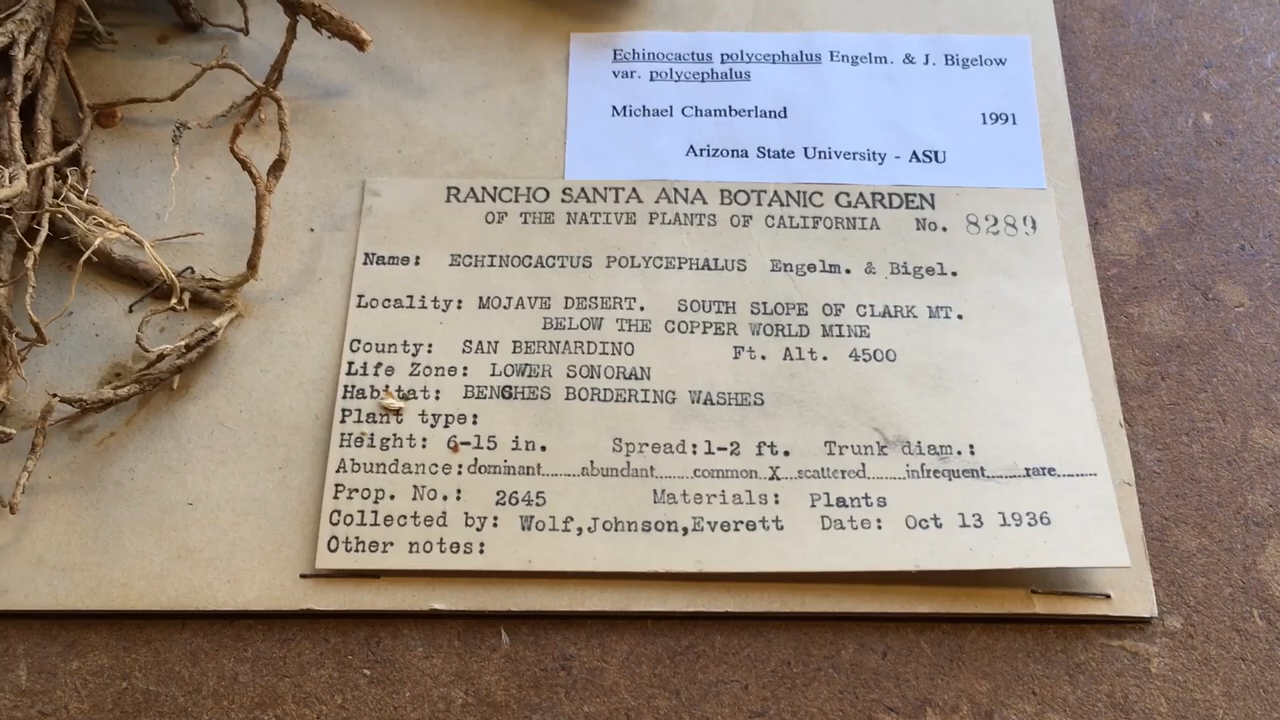 Echinocactus polycephalus Engelm. & J. Bigelow
var. polycephalus
Michael Chamberland 1991
Arizona State University - ASU
RANCHO SANTA ANA BOTANIC GARDEN
OF THE NATIVE PLANTS OF CALIFORNIA No. 8289
Name: ECHINOCACTUS POLYCEPHALUS Engelm. & Bigel.
Locality: MOJAVE DESERT. SOUTH SLOPE OF CLARK MT.
BELOW THE COPPER WORLD MINE
County: SAN BERNARDINO Ft. Alt. 4500
Life Zone: LOWER SONORAN
Habitat: BENCHES BORDERING WASHES
Plant type:
Height: 6-15 in. Spread:1-2 ft. Trunk diam.:
Abundance:dominant........abundant........common..X..scattered........infrequent........rare.........
Prop. No.: 2645 Materials: Plants
Collected by: Wolf,Johnson,Everett Date: Oct 13 1936
Other notes: